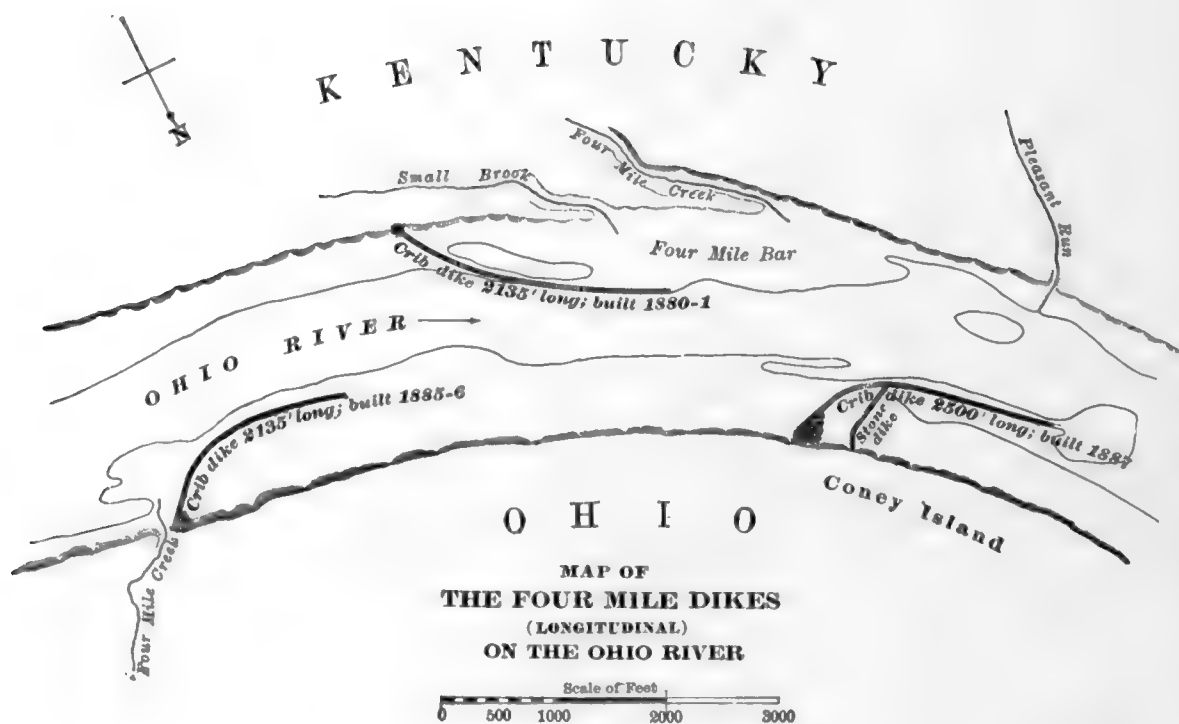 KENTUCKY
N
Four Mile Creek
Small Brook
Pleasant Run
Four Mile Bar
Crib dike 2135' long; built 1880-1
OHIO RIVER
Crib dike 2135' long; built 1885-6
Crib dike 2500' long; built 1887
Stone
dike
Coney Island
OHIO
Four Mile Creek
MAP OF
THE FOUR MILE DIKES
(LONGITUDINAL)
ON THE OHIO RIVER
Scale of Feet
0 500 1000 2000 3000